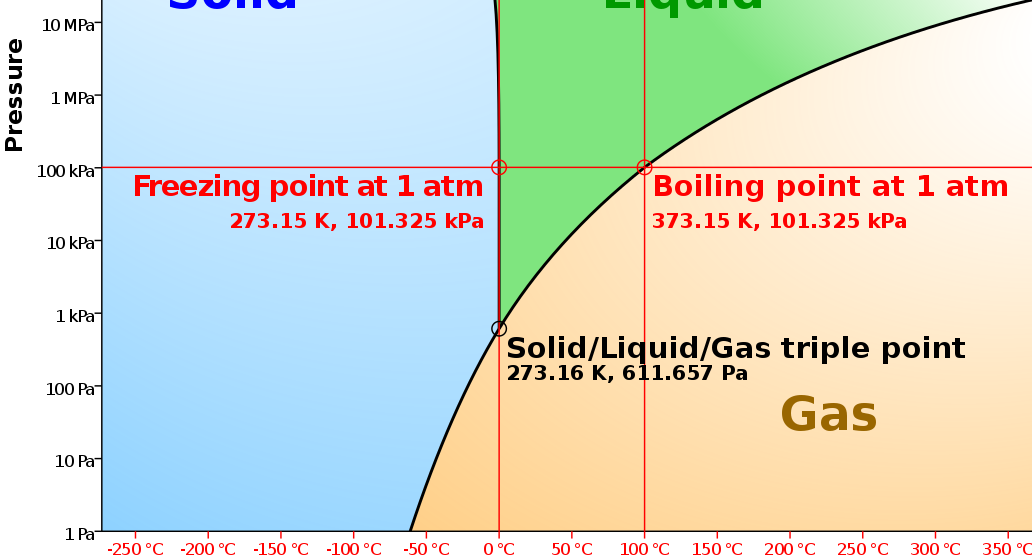 Solid
Liquid
10 MPa
Pressure
1 MPa
100 kPa
Freezing point at 1 atm
273.15 K, 101.325 kPa
Boiling point at 1 atm
373.15 K, 101.325 kPa
10 kPa
1 kPa
Solid/Liquid/Gas triple point
273.16 K, 611.657 Pa
100 Pa
Gas
10 Pa
1 Pa
-250 °C -200 °C -150 °C -100 °C -50 °C 0 °C 50 °C 100 °C 150 °C 200 °C 250 °C 300 °C 350